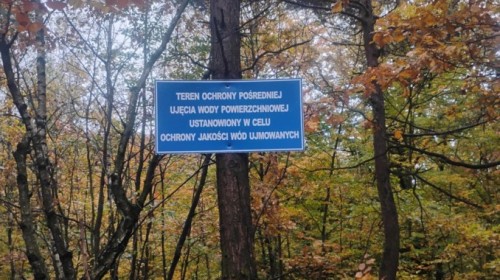 TEREN OCHRONY POŚREDNIEJ
UJĘCIA WODY POWIERZCHNIOWEJ
USTANOWIONY W CELU
OCHRONY JAKOŚCI WÓD UJMOWANYCH